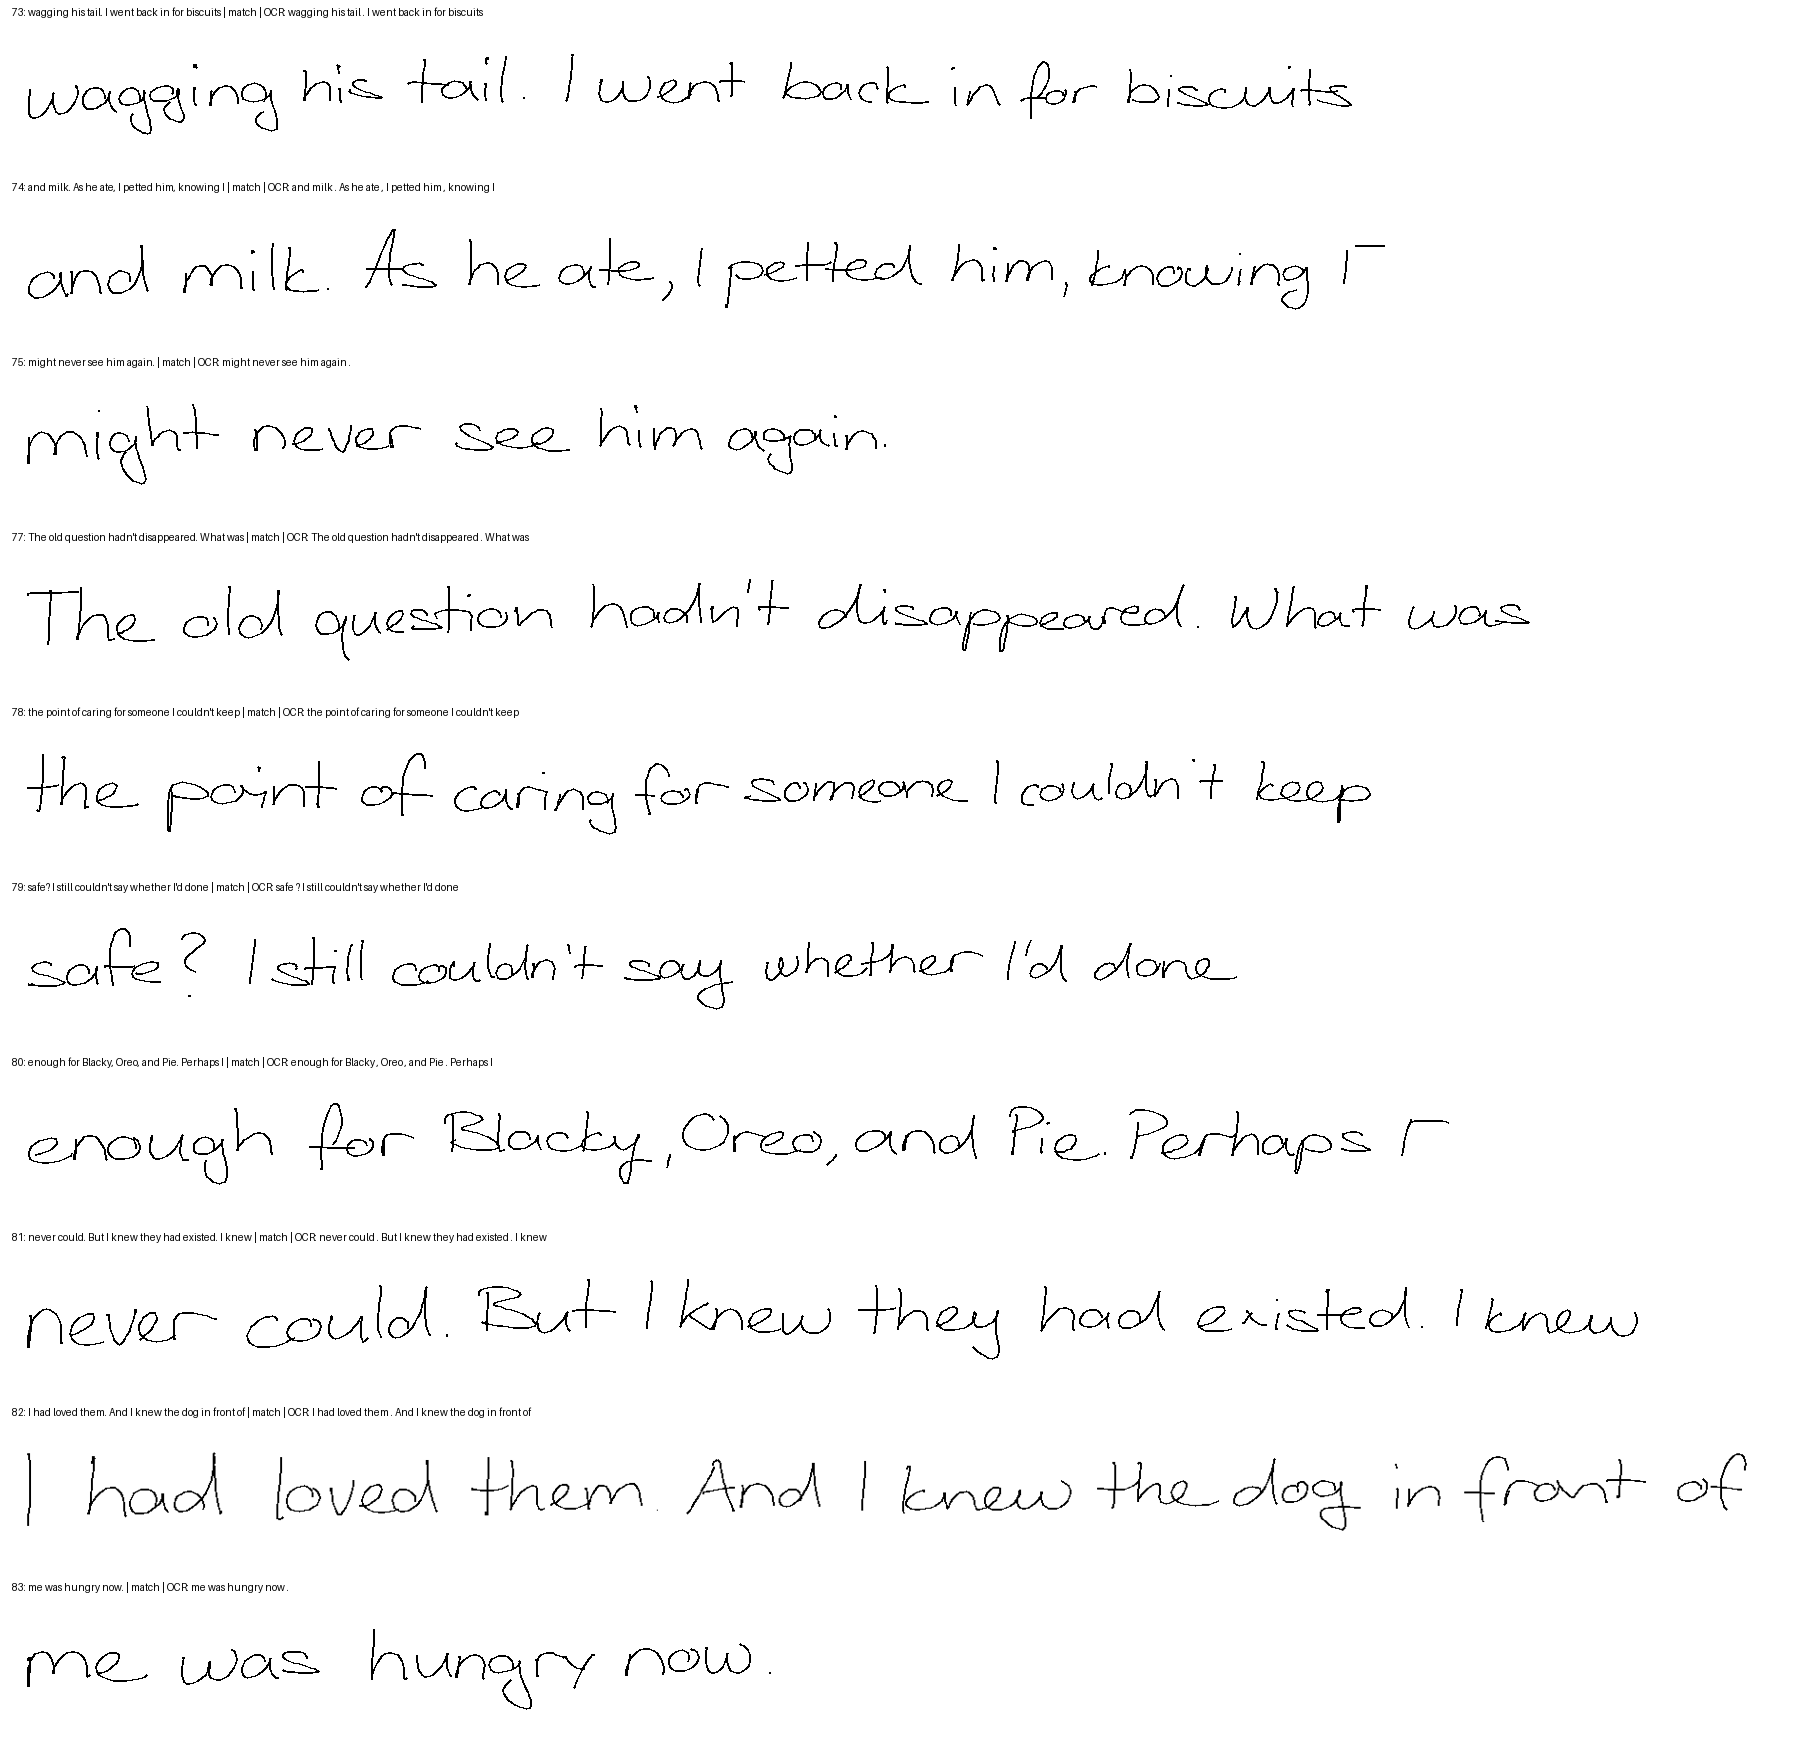 73: wagging his tail. I went back in for biscuits | match | OCR: wagging his tail . I went back in for biscuits
wagging his tail. I went back in for biscuits
74: and milk. As he ate, I petted him, knowing I | match | OCR: and milk . As he ate , I petted him , knowing I
and milk. As he ate, I petted him, knowing I
75: might never see him again. | match | OCR: might never see him again .
might never see him again.
77: The old question hadn't disappeared. What was | match | OCR: The old question hadn't disappeared . What was
The old question hadn't disappeared. What was
78: the point of caring for someone I couldn't keep | match | OCR: the point of caring for someone I couldn't keep
the point of caring for someone I couldn't keep
79: safe? I still couldn't say whether I'd done | match | OCR: safe ? I still couldn't say whether I'd done
safe? I still couldn't say whether I'd done
80: enough for Blacky, Oreo, and Pie. Perhaps I | match | OCR: enough for Blacky , Oreo , and Pie . Perhaps I
enough for Blacky, Oreo, and Pie. Perhaps I
81: never could. But I knew they had existed. I knew | match | OCR: never could . But I knew they had existed . I knew
never could. But I knew they had existed. I knew
82: I had loved them. And I knew the dog in front of | match | OCR: I had loved them . And I knew the dog in front of
I had loved them. And I knew the dog in front of
83: me was hungry now. | match | OCR: me was hungry now .
me was hungry now.